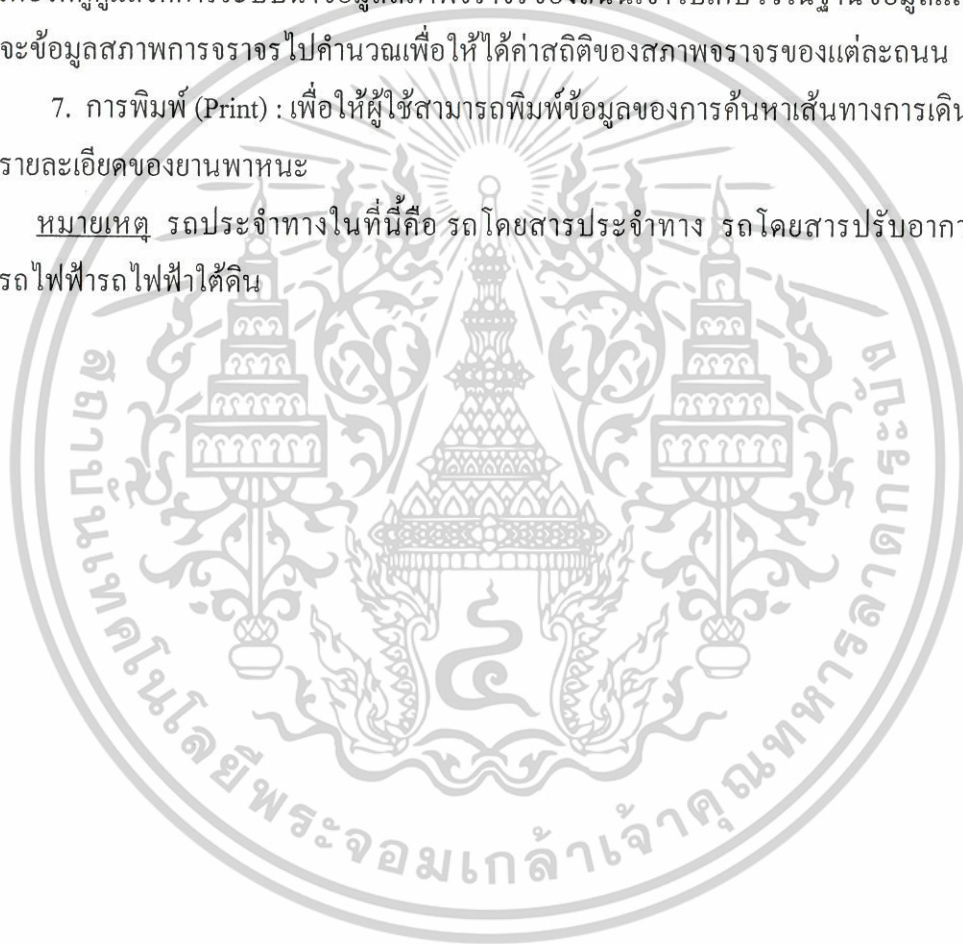 จะข้อมูลสภาพการจราจรไปคำนวณเพื่อให้ได้ค่าสถิติของสภาพจราจรของแต่ละถนน
7. การพิมพ์ (Print) : เพื่อให้ผู้ใช้สามารถพิมพ์ข้อมูลของการค้นหาเส้นทางการเดิน
รายละเอียดของยานพาหนะ
หมายเหตุ รถประจำทางในที่นี้คือ รถโดยสารประจำทาง รถโดยสารปรับอากา
รถไฟฟ้ารถไฟฟ้าใต้ดิน
สถาบันเทคโนโลยีพระจอมเกล้าเจ้าคุณทหารลาดกระบัง